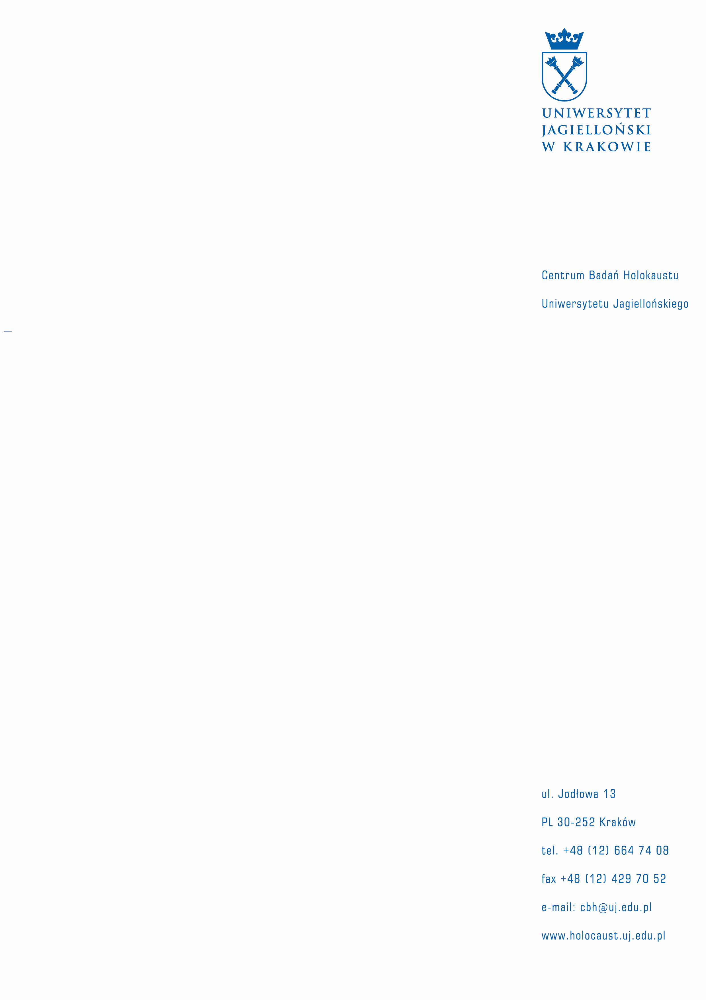 UNIWERSYTET
JAGIELLOŃSKI
W KRAKOWIE
Centrum Badań Holokaustu
Uniwersytetu Jagiellońskiego
ul. Jodłowa 13
PL 30-252 Kraków
tel. +48 (12) 664 74 08
fax +48 (12) 429 70 52
e-mail: cbh@uj.edu.pl
www.holocaust.uj.edu.pl